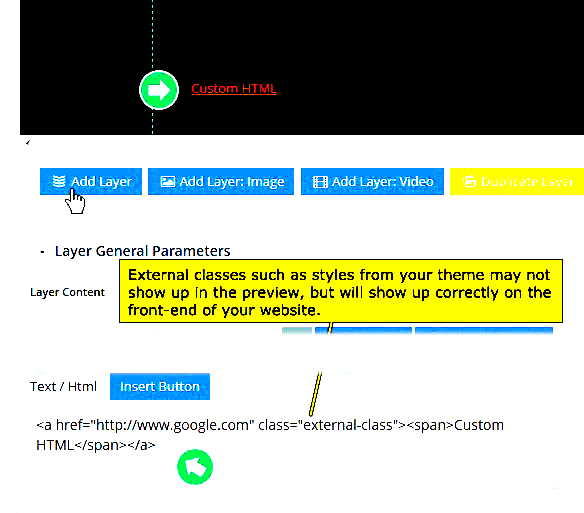 Custom HTML
Add Layer Add Layer: Image Add Layer: Video Duplicate Layer
- Layer General Parameters
External classes such as styles from your theme may not
Layer Content
show up in the preview, but will show up correctly on the
front-end of your website.
Text / Html Insert Button
<a href="http://www.google.com" class="external-class"><span>Custom
HTML</span></a>